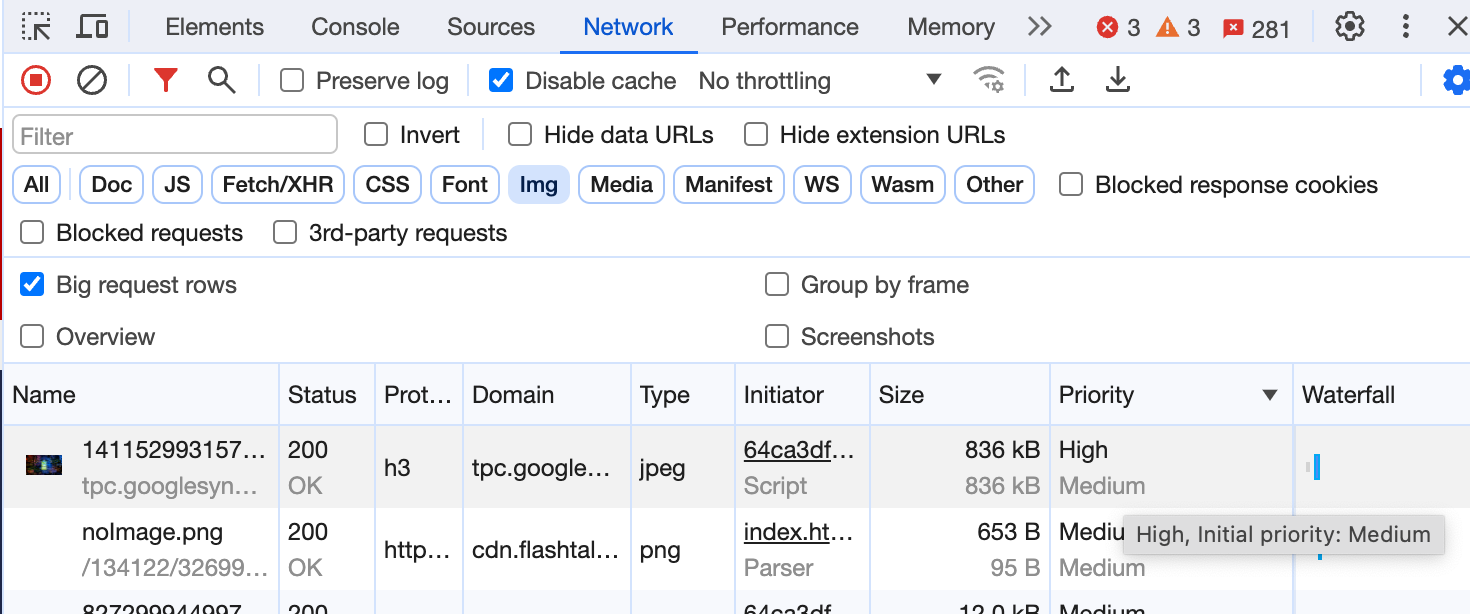 Elements Console Sources Network Performance Memory 3 3 281
Preserve log Disable cache No throttling
Filter Invert Hide data URLs Hide extension URLs
All Doc JS Fetch/XHR CSS Font Img Media Manifest WS Wasm Other Blocked response cookies
Blocked requests 3rd-party requests
Big request rows Group by frame
Overview Screenshots
Name Status Prot… Domain Type Initiator Size Priority Waterfall
141152993157… 200 h3 tpc.google… jpeg 64ca3df… 836 kB High
tpc.googlesyn… OK Script 836 kB Medium
noImage.png 200 http… cdn.flashtal… png index.ht… 653 B Mediu
High, Initial priority: Medium
/134122/32699… OK Parser 95 B Medium
827299944997 200 64ca3df… 12.0 kB Medium